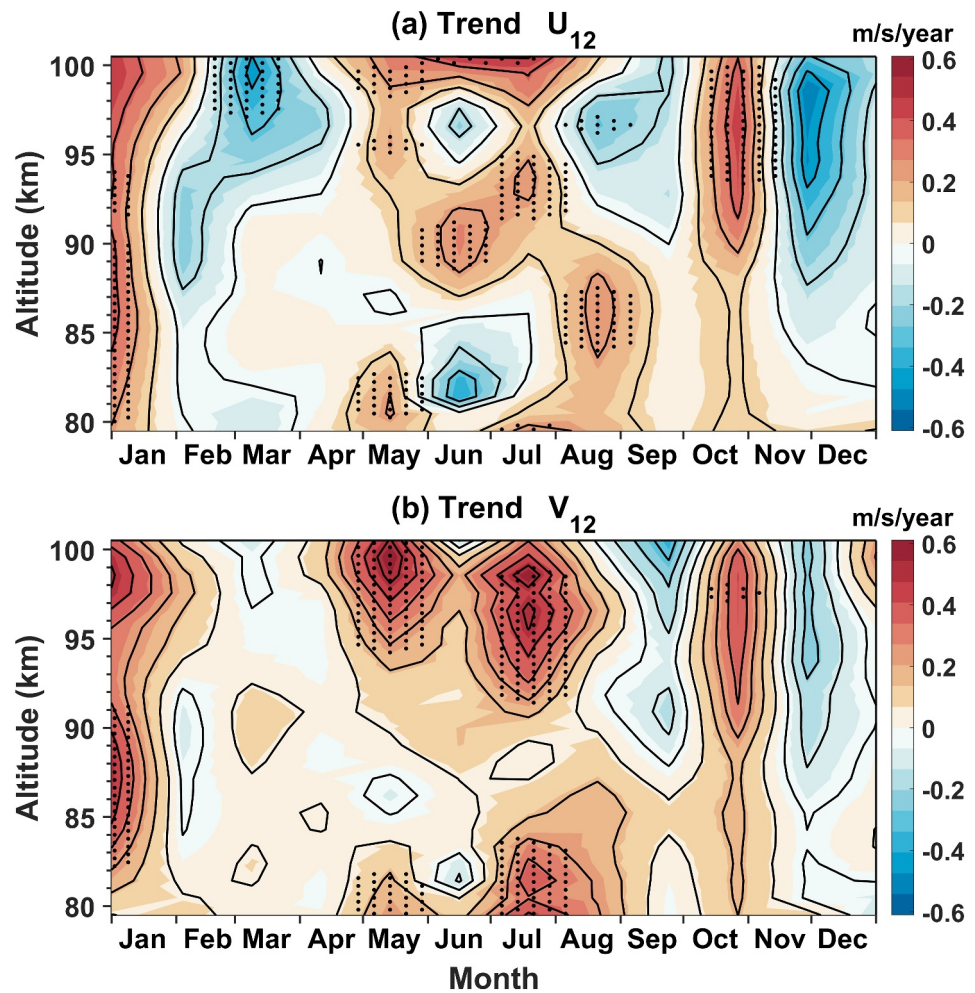 (a) Trend U12
m/s/year
100
95
90
85
80
Altitude (km)
0.6
0.4
0.2
0
-0.2
-0.4
-0.6
Jan Feb Mar Apr May Jun Jul Aug Sep Oct Nov Dec
(b) Trend V12
m/s/year
100
95
90
85
80
Altitude (km)
0.6
0.4
0.2
0
-0.2
-0.4
-0.6
Jan Feb Mar Apr May Jun Jul Aug Sep Oct Nov Dec
Month